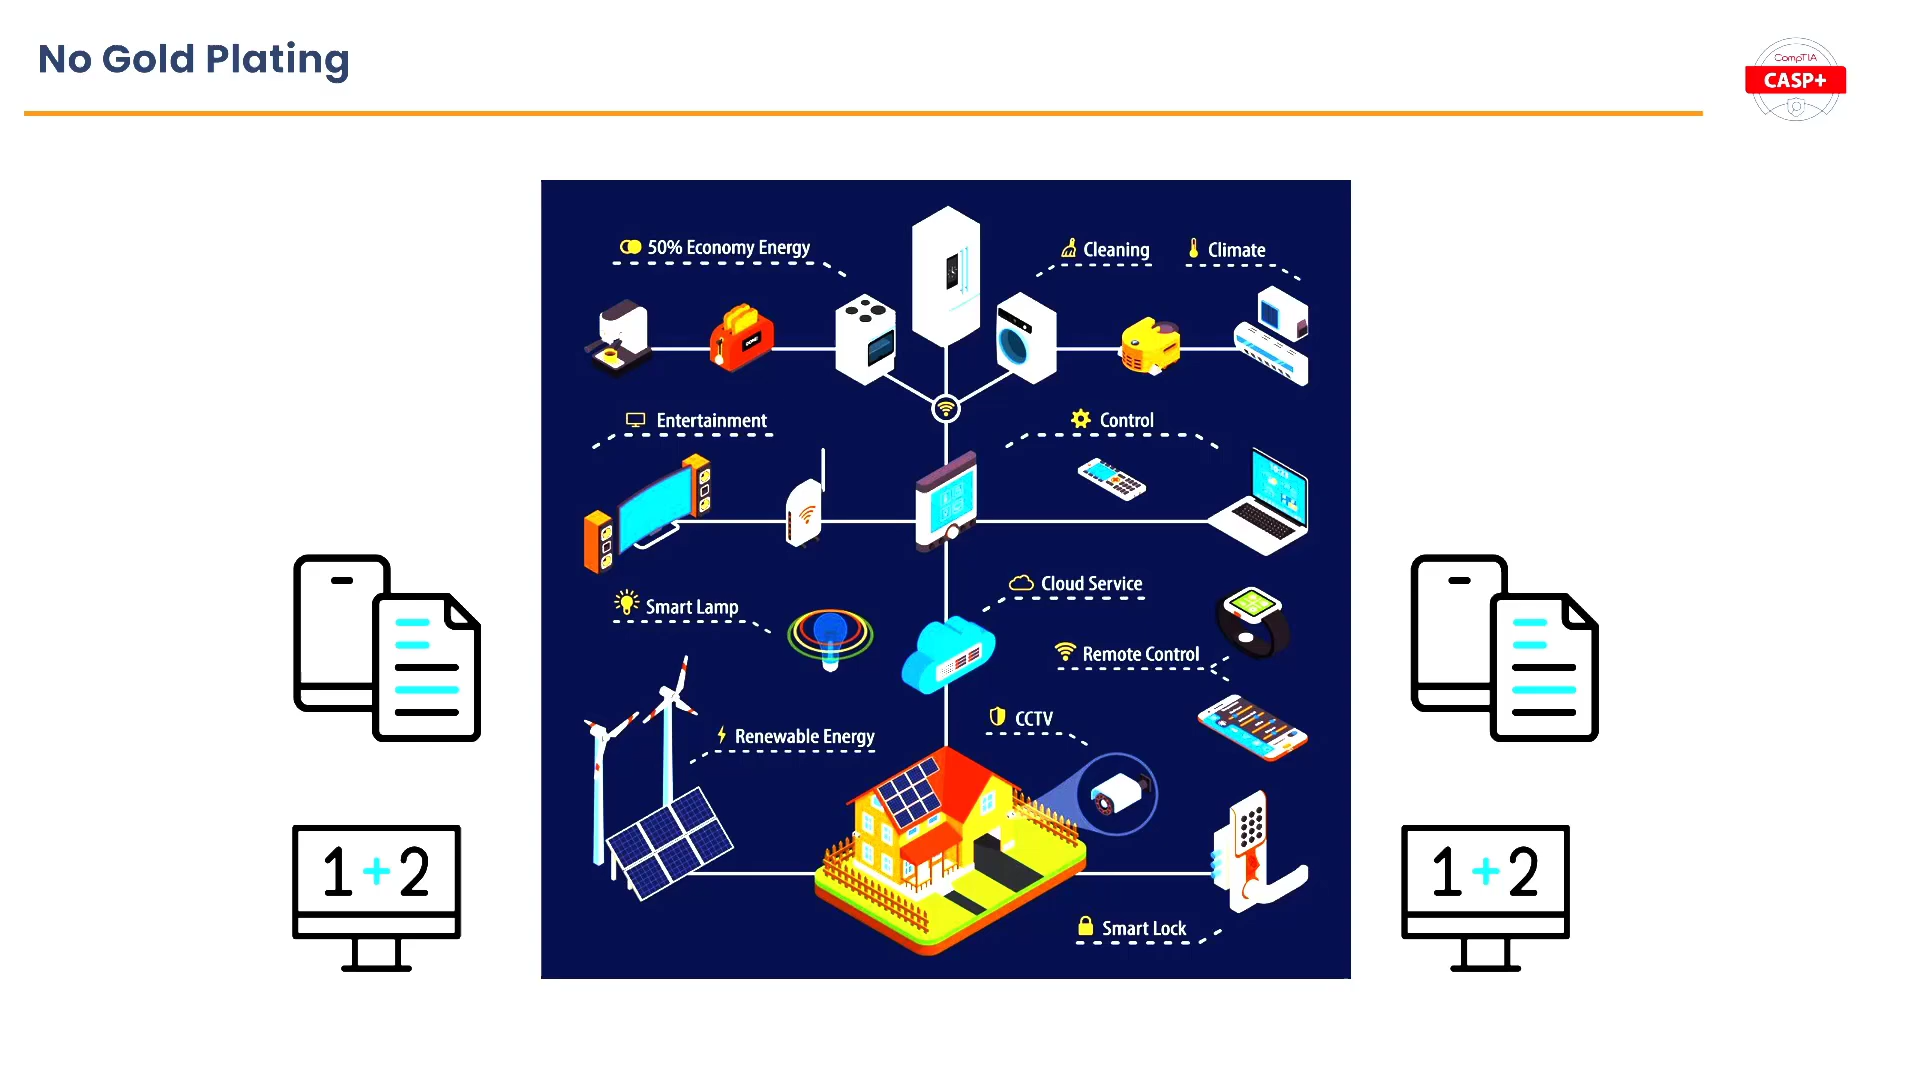 No Gold Plating
CompTIA
CASP+
50% Economy Energy
Cleaning
Climate
Entertainment
Control
Cloud Service
Smart Lamp
Remote Control
CCTV
Renewable Energy
1+2
1+2
Smart Lock